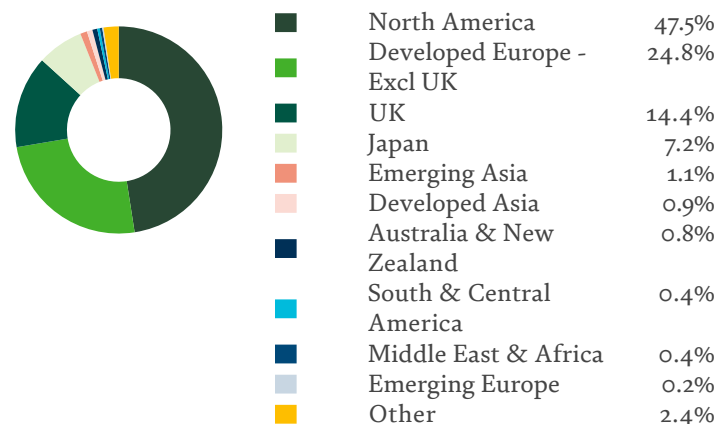 North America 47.5%
Developed Europe - 24.8%
Excl UK
UK 14.4%
Japan 7.2%
Emerging Asia 1.1%
Developed Asia 0.9%
Australia & New 0.8%
Zealand
South & Central 0.4%
America
Middle East & Africa 0.4%
Emerging Europe 0.2%
Other 2.4%